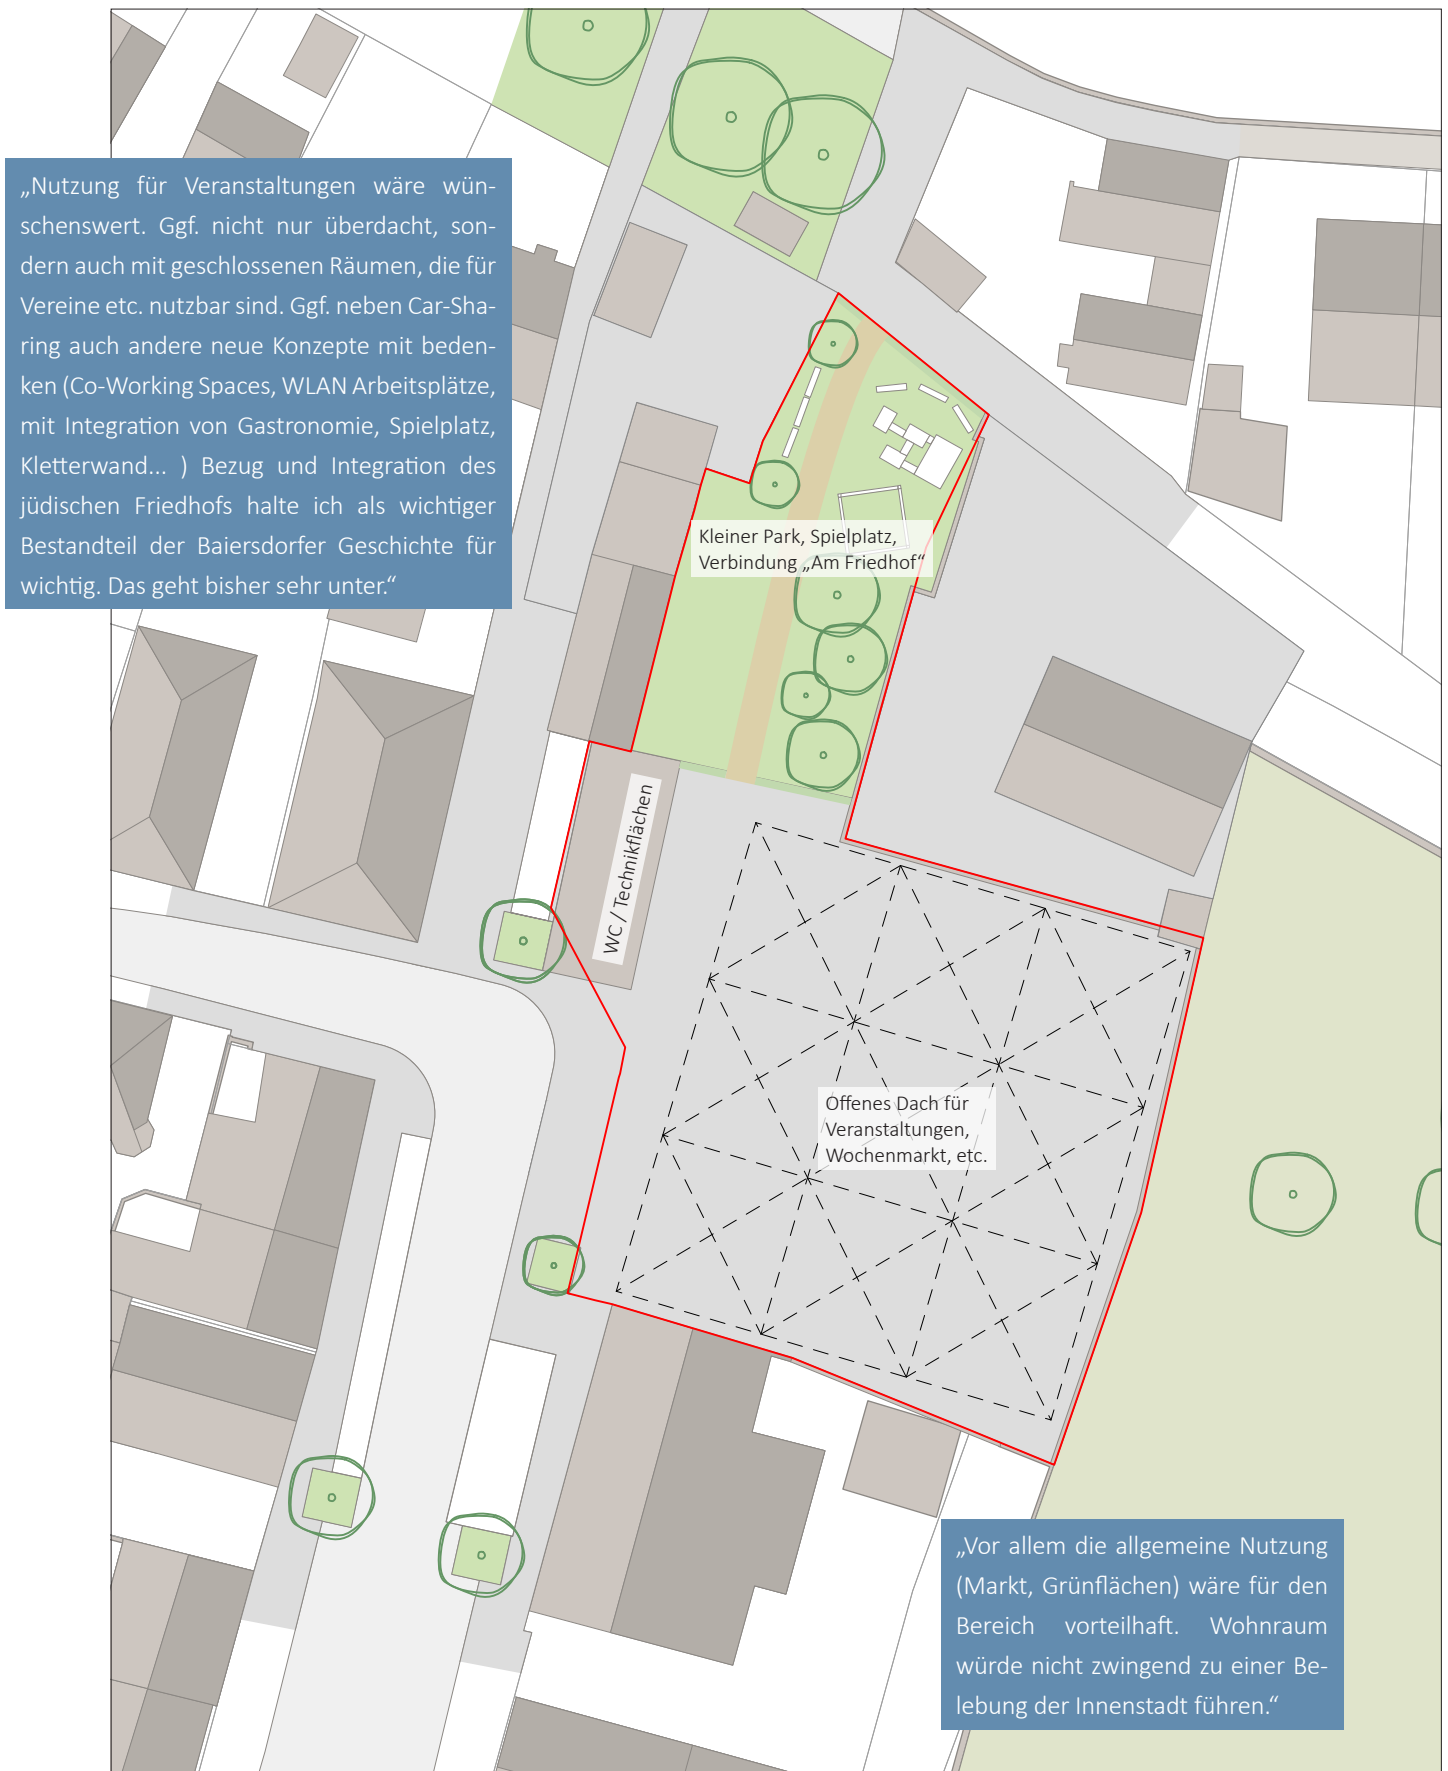 „Nutzung für Veranstaltungen wäre wün-
schenswert. Ggf. nicht nur überdacht, son-
dern auch mit geschlossenen Räumen, die für
Vereine etc. nutzbar sind. Ggf. neben Car-Sha-
ring auch andere neue Konzepte mit beden-
ken (Co-Working Spaces, WLAN Arbeitsplätze,
mit Integration von Gastronomie, Spielplatz,
Kletterwand... ) Bezug und Integration des
jüdischen Friedhofs halte ich als wichtiger
Bestandteil der Baiersdorfer Geschichte für
wichtig. Das geht bisher sehr unter.“
Kleiner Park, Spielplatz,
Verbindung „Am Friedhof“
WC / Technikflächen
Offenes Dach für
Veranstaltungen,
Wochenmarkt, etc.
„Vor allem die allgemeine Nutzung
(Markt, Grünflächen) wäre für den
Bereich vorteilhaft. Wohnraum
würde nicht zwingend zu einer Be-
lebung der Innenstadt führen.“